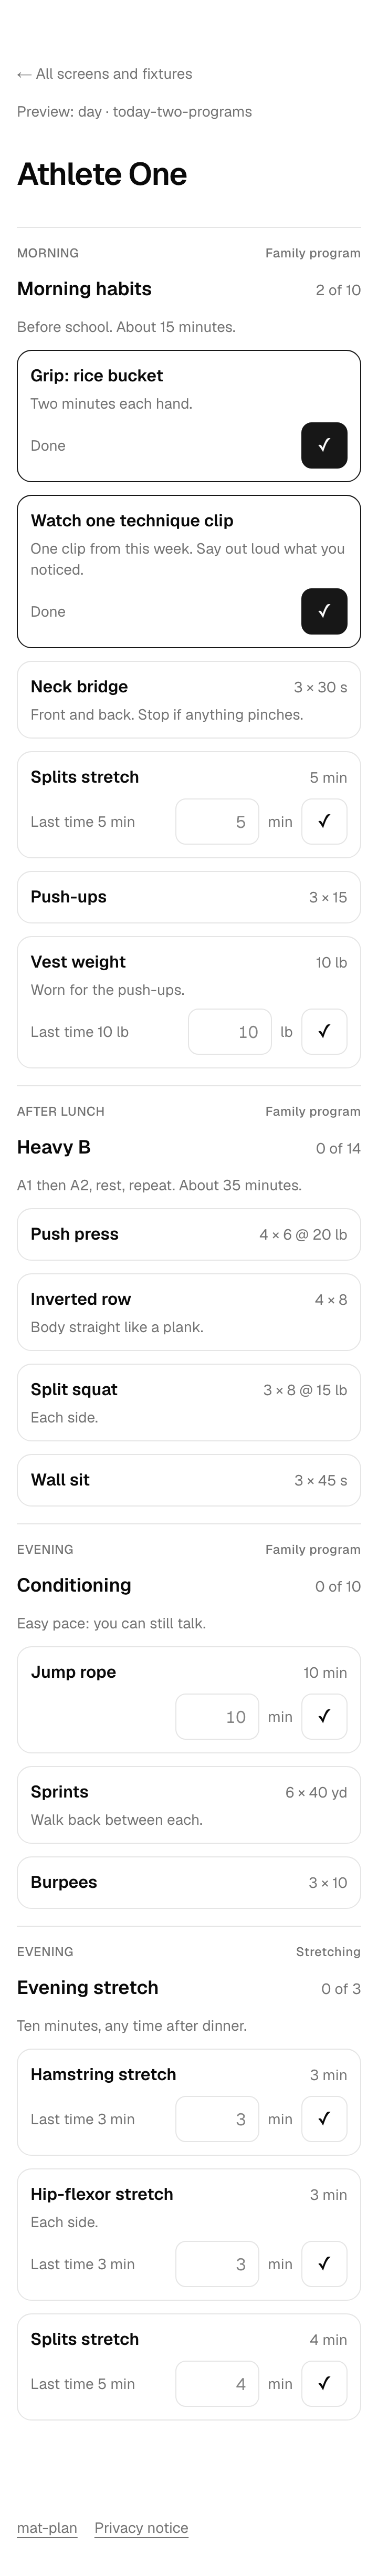 ← All screens and fixtures
Preview: day · today-two-programs
Athlete One
MORNING Family program
Morning habits 2 of 10
Before school. About 15 minutes.
Grip: rice bucket
Two minutes each hand.
Done ✓
Watch one technique clip
One clip from this week. Say out loud what you
noticed.
Done ✓
Neck bridge 3 × 30 s
Front and back. Stop if anything pinches.
Splits stretch 5 min
Last time 5 min 5 min ✓
Push-ups 3 × 15
Vest weight 10 lb
Worn for the push-ups.
Last time 10 lb 10 lb ✓
AFTER LUNCH Family program
Heavy B 0 of 14
A1 then A2, rest, repeat. About 35 minutes.
Push press 4 × 6 @ 20 lb
Inverted row 4 × 8
Body straight like a plank.
Split squat 3 × 8 @ 15 lb
Each side.
Wall sit 3 × 45 s
EVENING Family program
Conditioning 0 of 10
Easy pace: you can still talk.
Jump rope 10 min
10 min ✓
Sprints 6 × 40 yd
Walk back between each.
Burpees 3 × 10
EVENING Stretching
Evening stretch 0 of 3
Ten minutes, any time after dinner.
Hamstring stretch 3 min
Last time 3 min 3 min ✓
Hip-flexor stretch 3 min
Each side.
Last time 3 min 3 min ✓
Splits stretch 4 min
Last time 5 min 4 min ✓
mat-plan Privacy notice